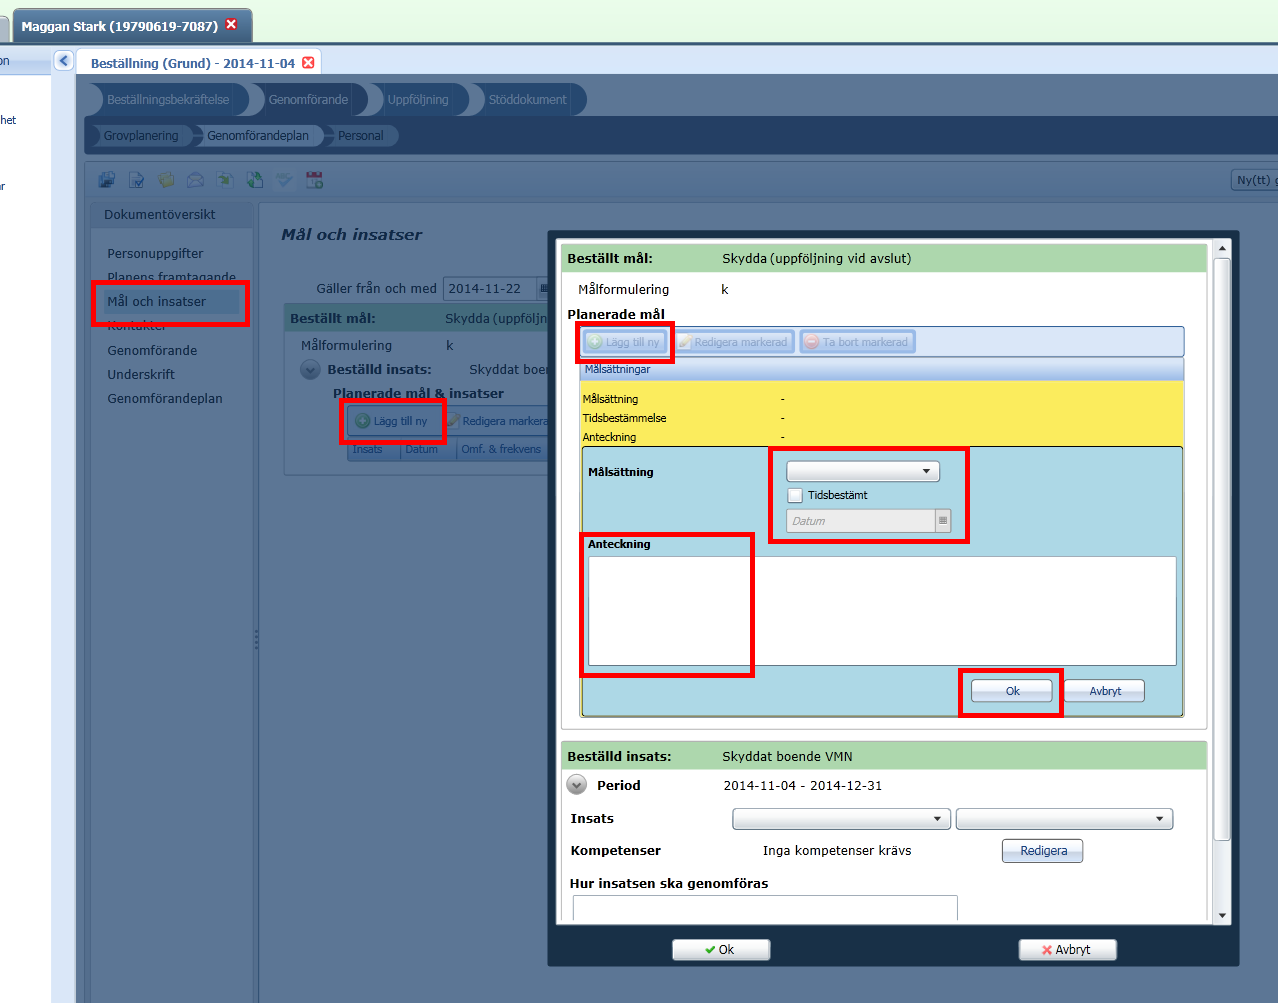 Maggan Stark (19790619-7087)
on
Beställning (Grund) - 2014-11-04
het
r
Beställningsbekräftelse Genomförande Uppföljning Stöddokument
Grovplanering Genomförandeplan Personal
Ny(tt) g
Dokumentöversikt
Personuppgifter
Planens framtagande
Mål och insatser
Kontakter
Genomförande
Underskrift
Genomförandeplan
Mål och insatser
Gäller från och med 2014-11-22
Beställt mål: Skydda (uppföljn
Målformulering k
Beställd insats: Skyddat boen
Planerade mål & insatser
Lägg till ny Redigera markera
Insats Datum Omf. & frekvens
Beställt mål: Skydda (uppföljning vid avslut)
Målformulering k
Planerade mål
Lägg till ny Redigera markerad Ta bort markerad
Målsättningar
Målsättning -
Tidsbestämmelse -
Anteckning -
Målsättning
Tidsbestämt
Datum
Anteckning
Ok Avbryt
Beställd insats: Skyddat boende VMN
Period 2014-11-04 - 2014-12-31
Insats
Kompetenser Inga kompetenser krävs Redigera
Hur insatsen ska genomföras
Ok Avbryt